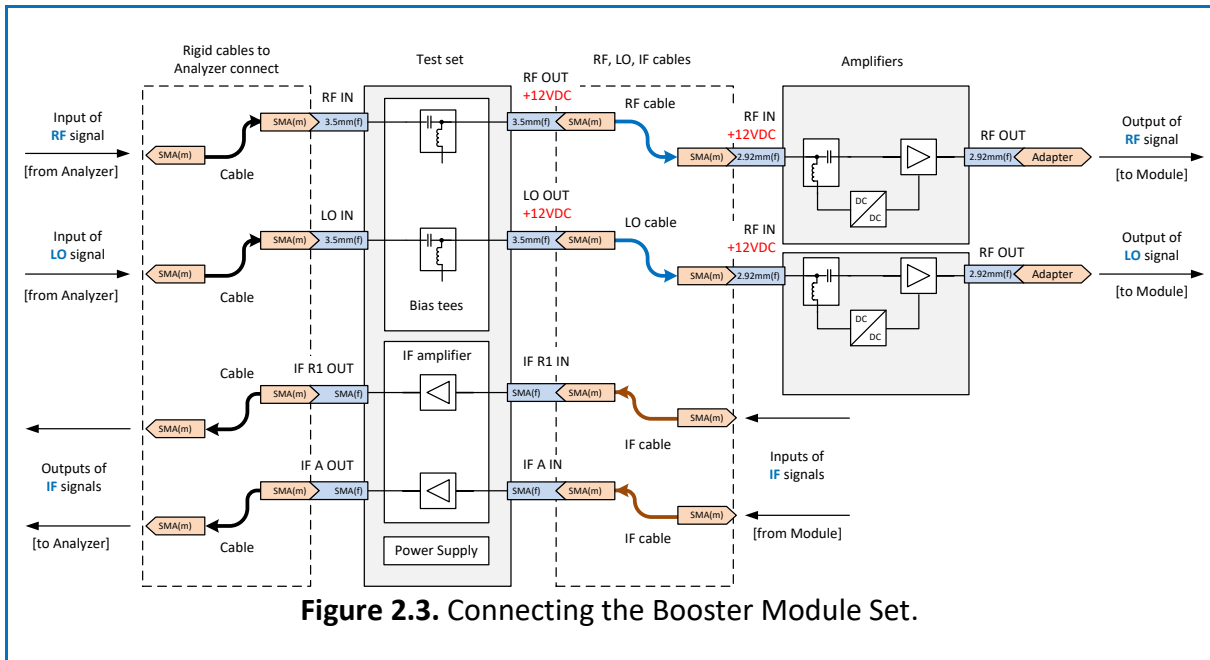 Rigid cables to
Analyzer connect
Test set
RF, LO, IF cables
Amplifiers
Input of
RF signal
[from Analyzer]
SMA(m)
Cable
SMA(m)
RF IN
3.5mm(f)
RF OUT
+12VDC
3.5mm(f)
SMA(m)
RF cable
SMA(m)
RF IN
+12VDC
2.92mm(f)
DC
DC
RF OUT
2.92mm(f)
Adapter
Output of
RF signal
[to Module]
Input of
LO signal
[from Analyzer]
SMA(m)
Cable
SMA(m)
LO IN
3.5mm(f)
Bias tees
LO OUT
+12VDC
3.5mm(f)
SMA(m)
LO cable
SMA(m)
RF IN
+12VDC
2.92mm(f)
DC
DC
RF OUT
2.92mm(f)
Adapter
Output of
LO signal
[to Module]
Cable
SMA(m)
SMA(m)
IF R1 OUT
SMA(f)
IF amplifier
IF R1 IN
SMA(f)
SMA(m)
IF cable
SMA(m)
Outputs of
IF signals
[to Analyzer]
SMA(m)
Cable
SMA(m)
IF A OUT
SMA(f)
IF A IN
SMA(f)
SMA(m)
IF cable
SMA(m)
Inputs of
IF signals
[from Module]
Power Supply
Figure 2.3. Connecting the Booster Module Set.